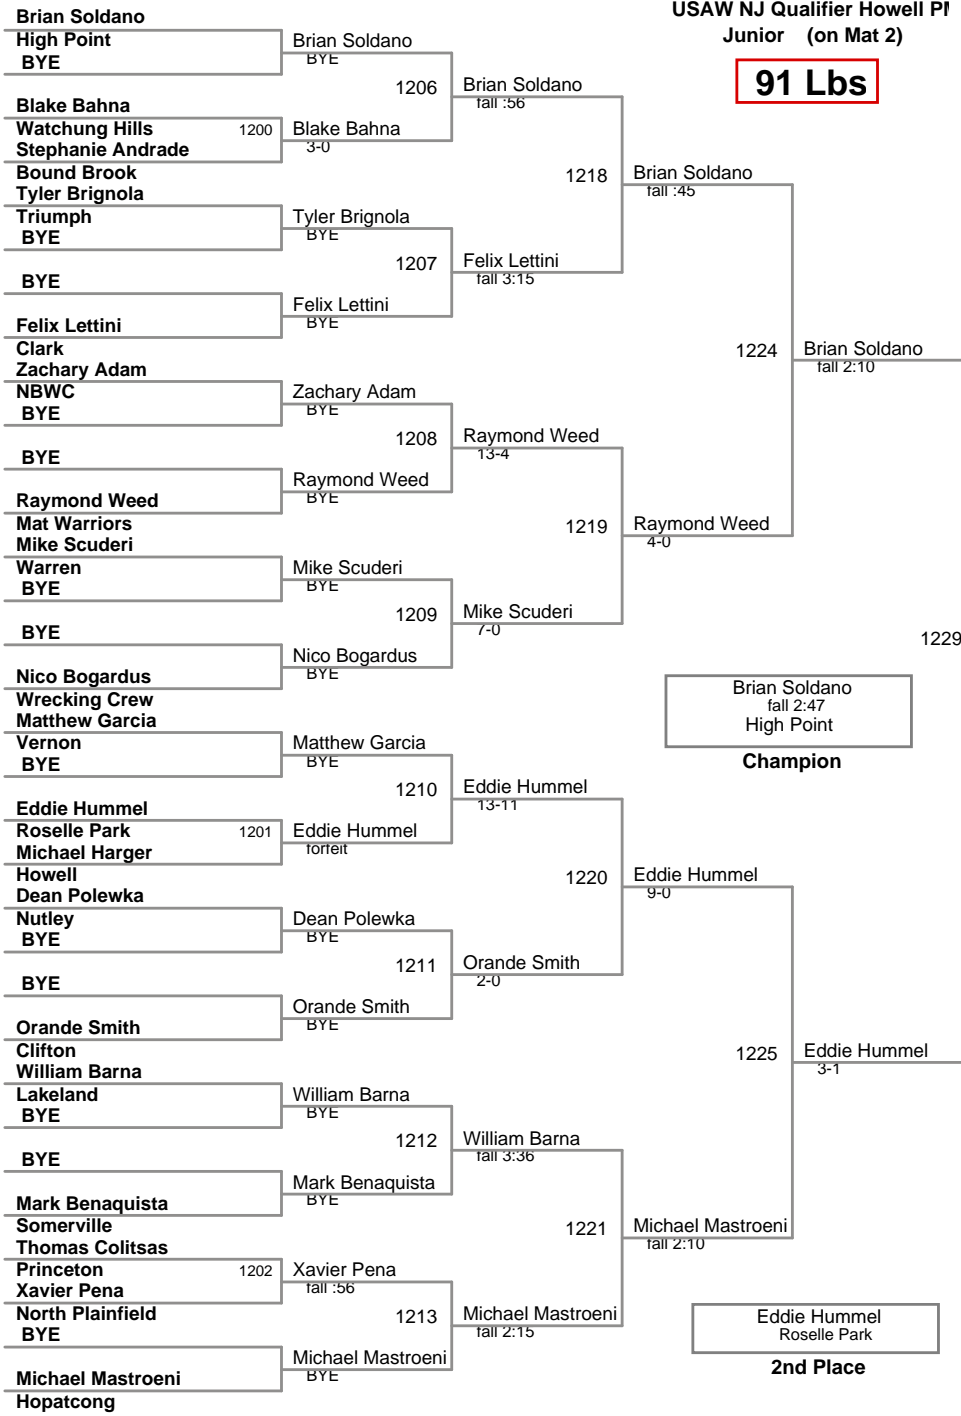 USAW NJ Qualifier Howell PM
Junior (on Mat 2)
91 Lbs
Brian Soldano
High Point
BYE
Blake Bahna
Watchung Hills
1200
Stephanie Andrade
Bound Brook
Tyler Brignola
Triumph
BYE
BYE
Felix Lettini
Clark
Zachary Adam
NBWC
BYE
BYE
Raymond Weed
Mat Warriors
Mike Scuderi
Warren
BYE
BYE
Nico Bogardus
Wrecking Crew
Matthew Garcia
Vernon
BYE
Eddie Hummel
Roselle Park
1201
Michael Harger
Howell
Dean Polewka
Nutley
BYE
BYE
Orande Smith
Clifton
William Barna
Lakeland
BYE
BYE
Mark Benaquista
Somerville
Thomas Colitsas
Princeton
1202
Xavier Pena
North Plainfield
BYE
Michael Mastroeni
Hopatcong
Brian Soldano
BYE
1206
Blake Bahna
3-0
Tyler Brignola
BYE
1207
Felix Lettini
BYE
Zachary Adam
BYE
1208
Raymond Weed
BYE
Mike Scuderi
BYE
1209
Nico Bogardus
BYE
Matthew Garcia
BYE
1210
Eddie Hummel
forfeit
Dean Polewka
BYE
1211
Orande Smith
BYE
William Barna
BYE
1212
Mark Benaquista
BYE
Xavier Pena
fall :56
1213
Michael Mastroeni
BYE
Brian Soldano
fall :56
1218
Felix Lettini
fall 3:15
Raymond Weed
13-4
1219
Mike Scuderi
7-0
Eddie Hummel
13-11
1220
Orande Smith
2-0
William Barna
fall 3:36
1221
Michael Mastroeni
fall 2:15
Brian Soldano
fall :45
1224
Raymond Weed
4-0
Eddie Hummel
9-0
1225
Michael Mastroeni
fall 2:10
Brian Soldano
fall 2:10
1229
Eddie Hummel
3-1
Brian Soldano
fall 2:47
High Point
Champion
Eddie Hummel
Roselle Park
2nd Place